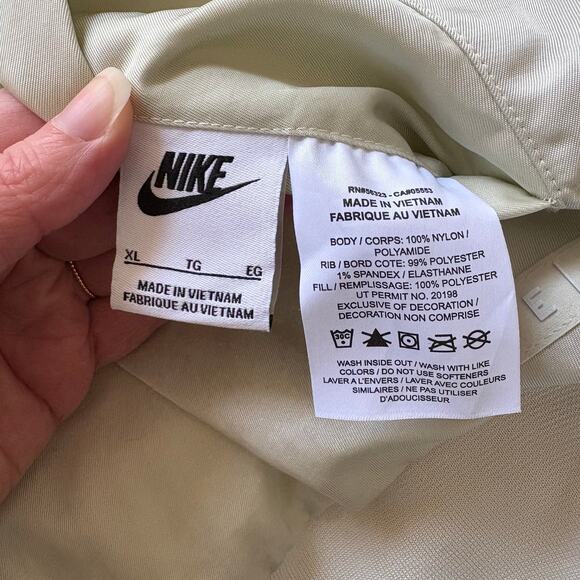 NIKE
XL TG EG
MADE IN VIETNAM
FABRIQUE AU VIETNAM
RN#56323 - CA#05553
MADE IN VIETNAM
FABRIQUE AU VIETNAM
BODY / CORPS: 100% NYLON /
POLYAMIDE
RIB / BORD COTE: 99% POLYESTER
1% SPANDEX / ELASTHANNE
FILL / REMPLISSAGE: 100% POLYESTER
UT PERMIT NO. 20198
EXCLUSIVE OF DECORATION /
DECORATION NON COMPRISE
30C
WASH INSIDE OUT / WASH WITH LIKE
COLORS / DO NOT USE SOFTENERS
LAVER A L'ENVERS / LAVER AVEC COULEURS
SIMILAIRES / NE PAS UTILISER
D'ADOUCISSEUR